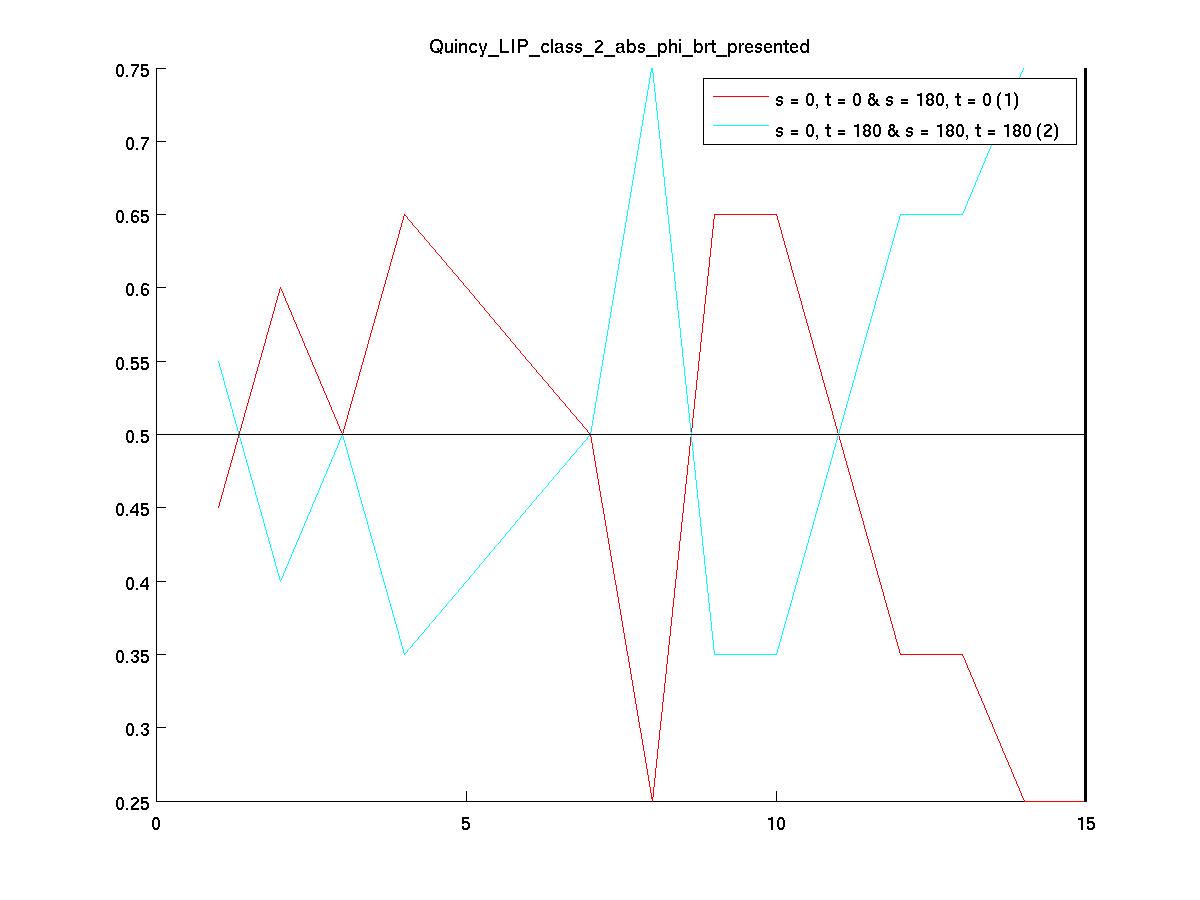 Quincy_LIP_class_2_abs_phi_brt_presented
s = 0, t = 0 & s = 180, t = 0 (1)
s = 0, t = 180 & s = 180, t = 180 (2)
0.75
0.7
0.65
0.6
0.55
0.5
0.45
0.4
0.35
0.3
0.25
0 5 10 15